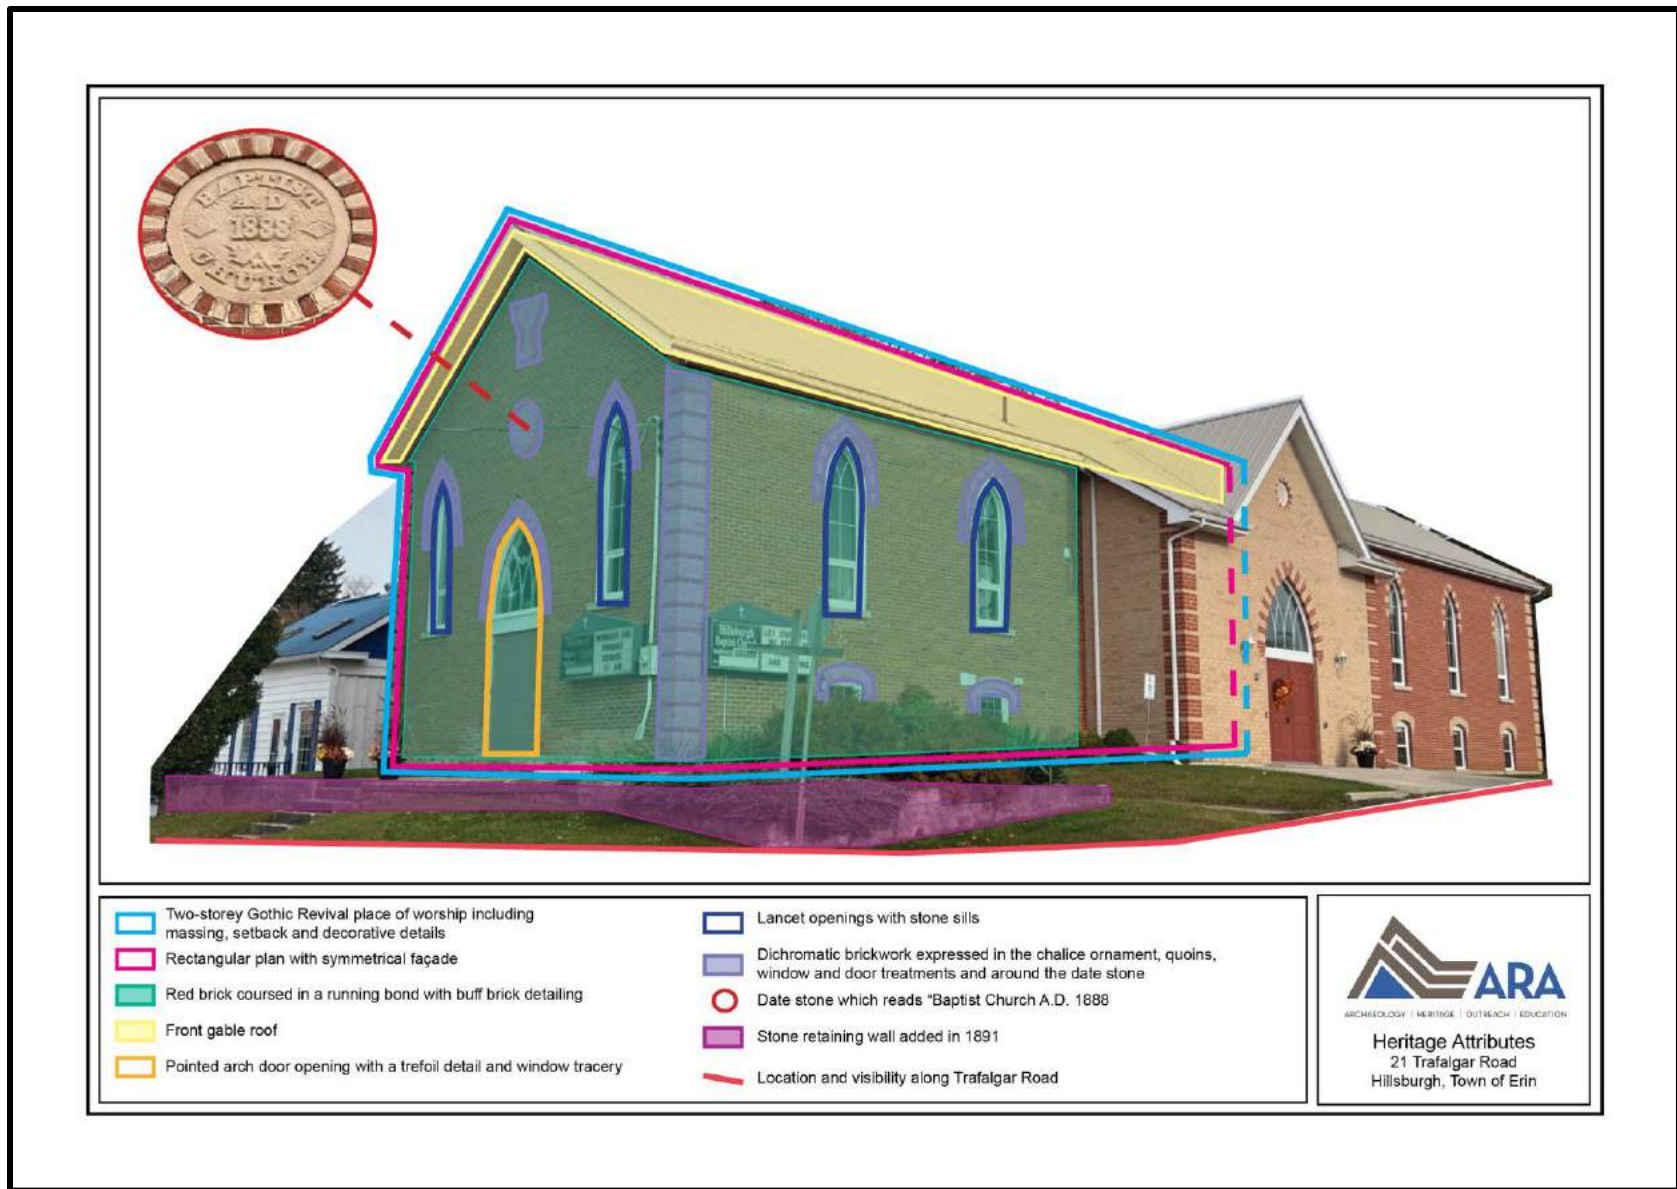 BAPTIST
A.D
1888
CHURCH
Hillsburgh
Baptist Church
Two-storey Gothic Revival place of worship including
massing, setback and decorative details
Rectangular plan with symmetrical façade
Red brick coursed in a running bond with buff brick detailing
Front gable roof
Pointed arch door opening with a trefoil detail and window tracery
Lancet openings with stone sills
Dichromatic brickwork expressed in the chalice ornament, quoins,
window and door treatments and around the date stone
Date stone which reads "Baptist Church A.D. 1888
Stone retaining wall added in 1891
Location and visibility along Trafalgar Road
ARA
ARCHAEOLOGY | HERITAGE | OUTREACH | EDUCATION
Heritage Attributes
21 Trafalgar Road
Hillsburgh, Town of Erin